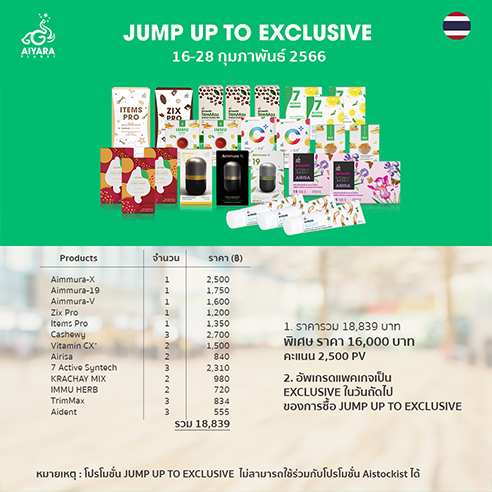 AIYARA
PLANET
JUMP UP TO EXCLUSIVE
16-28 กุมภาพันธ์ 2566
ITEMS
PRO
ZIX
PRO
TrimMax
TrimMax
TrimMax
7
7
IMMU
C+
C+
Aimmura X
19
AIRISA
AIRISA
Products จำนวน ราคา (฿)
Aimmura-X 1 2,500
Aimmura-19 1 1,750
Aimmura-V 1 1,600
Zix Pro 1 1,200
Items Pro 1 1,350
Cashewy 3 2,700
Vitamin CX⁺ 2 1,500
Airisa 2 840
7 Active Syntech 3 2,310
KRACHAY MIX 2 980
IMMU HERB 2 720
TrimMax 3 834
Aident 3 555
รวม 18,839
1. ราคารวม 18,839 บาท
พิเศษ ราคา 16,000 บาท
คะแนน 2,500 PV
2. อัพเกรดแพคเกจเป็น
EXCLUSIVE ในวันถัดไป
ของการซื้อ JUMP UP TO EXCLUSIVE
หมายเหตุ : โปรโมชั่น JUMP UP TO EXCLUSIVE ไม่สามารถใช้ร่วมกับโปรโมชั่น Aistockist ได้